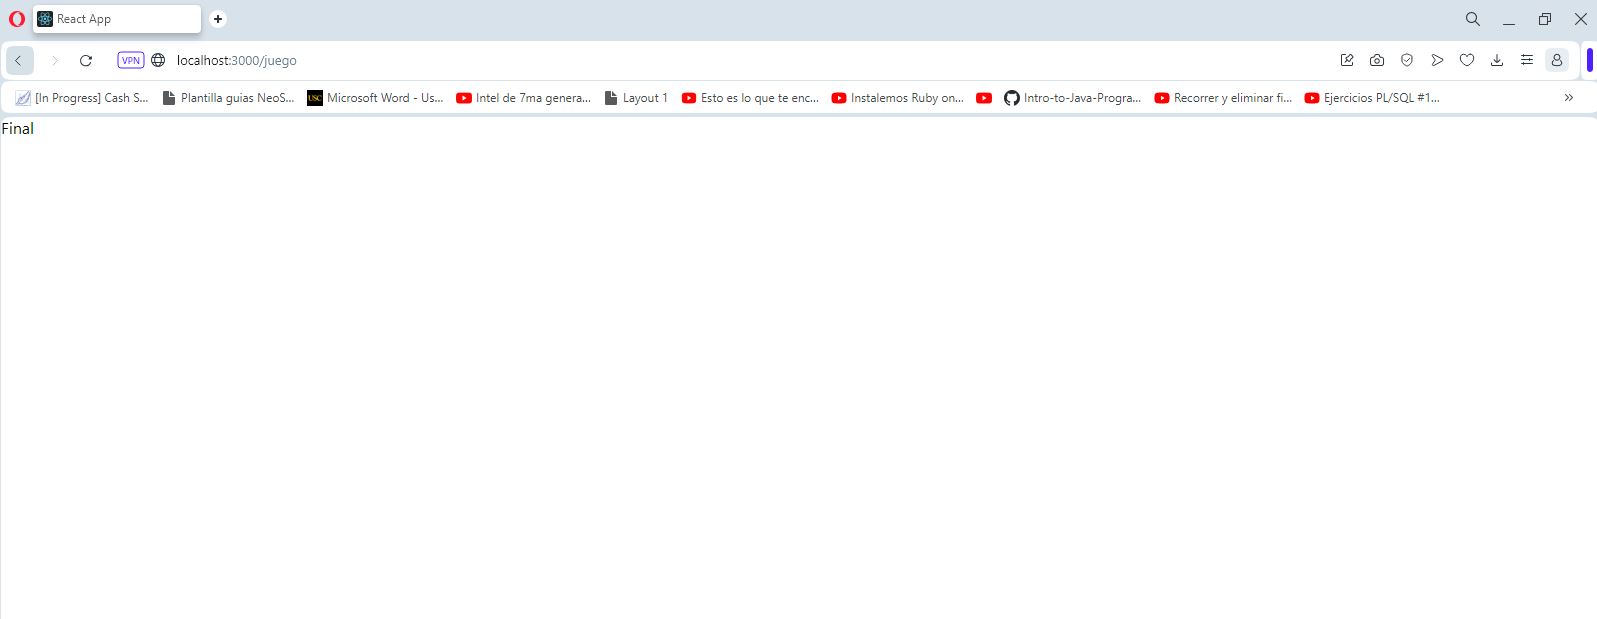 React App
VPN localhost:3000/juego
[In Progress] Cash S... Plantilla guias NeoS... USC Microsoft Word - Us... Intel de 7ma genera... Layout 1 Esto es lo que te enc... Instalemos Ruby on... Intro-to-Java-Progra... Recorrer y eliminar fi... Ejercicios PL/SQL #1...
Final